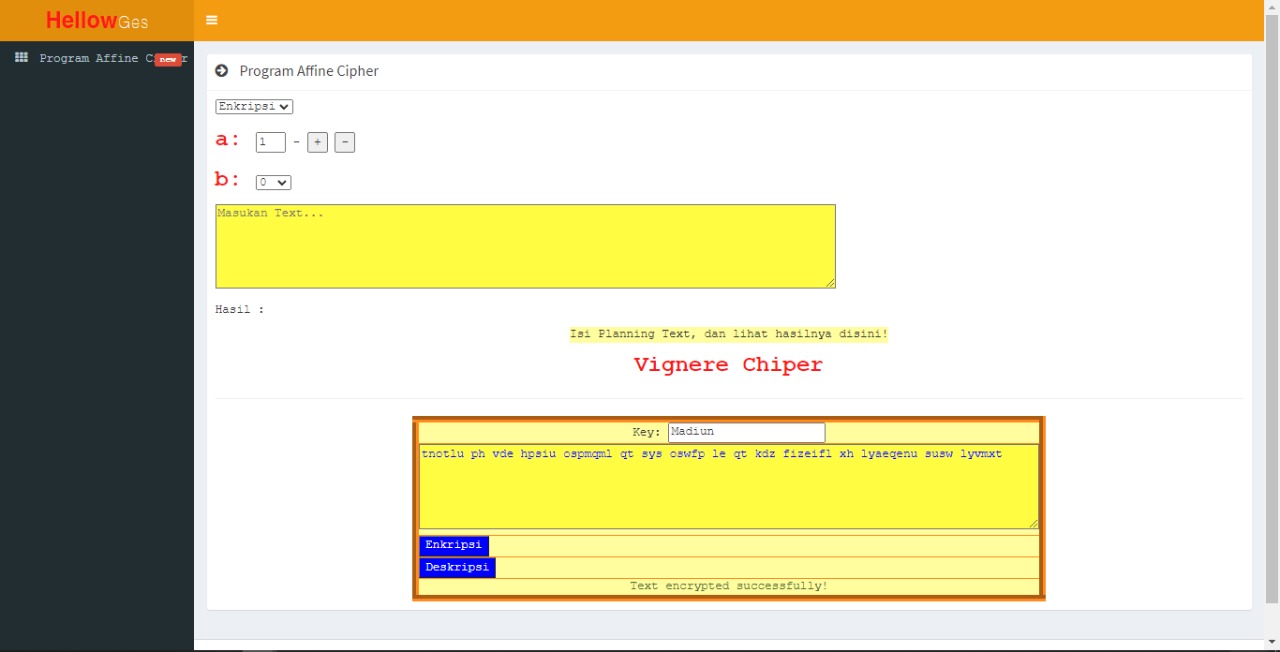 HellowGes
Program Affine C r
new
Program Affine Cipher
Enkripsi
a: 1 - + -
b: 0
Masukan Text...
Hasil :
Isi Planning Text, dan lihat hasilnya disini!
Vignere Chiper
Key: Madiun
tnotlu ph vde hpsiu ospmqml qt sys oswfp le qt kdz fizeifl xh lyaeqenu susw lyvmxt
Enkripsi
Deskripsi
Text encrypted successfully!